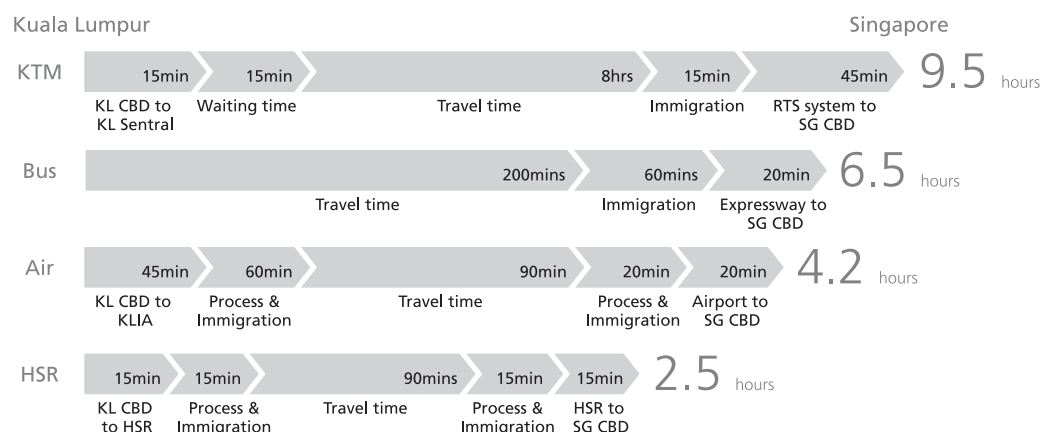 Kuala Lumpur Singapore
KTM 15min 15min 8hrs 15min 45min 9.5 hours
KL CBD to Waiting time Travel time Immigration RTS system to
KL Sentral SG CBD
Bus 200mins 60mins 20min 6.5 hours
Travel time Immigration Expressway to
SG CBD
Air 45min 60min 90min 20min 20min 4.2 hours
KL CBD to Process & Travel time Process & Airport to
KLIA Immigration Immigration SG CBD
HSR 15min 15min 90mins 15min 15min 2.5 hours
KL CBD Process & Travel time Process & HSR to
to HSR Immigration Immigration SG CBD